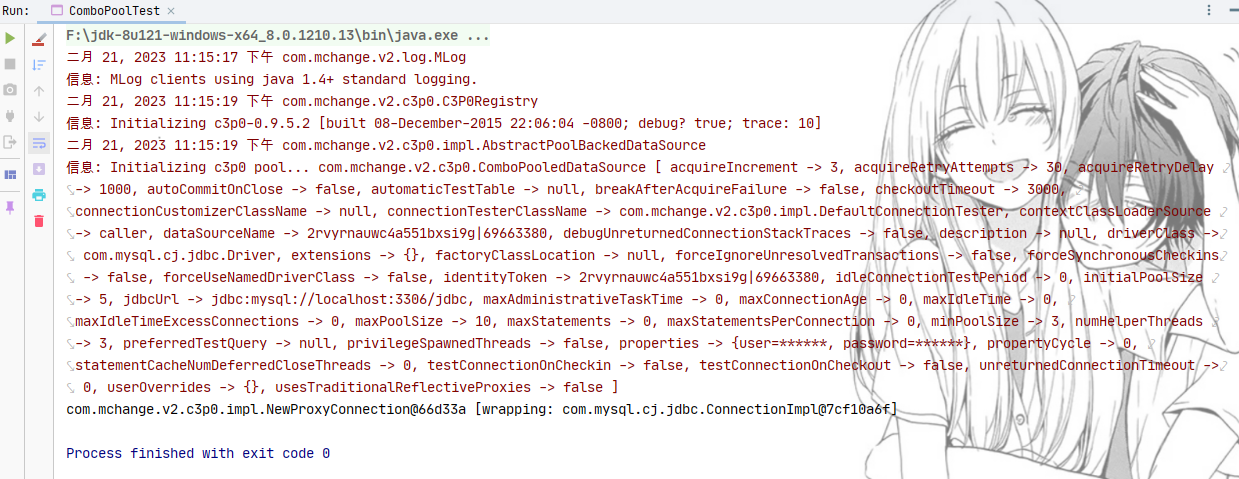 Run: ComboPoolTest ×
F:\jdk-8u121-windows-x64_8.0.1210.13\bin\java.exe ...
二月 21, 2023 11:15:17 下午 com.mchange.v2.log.MLog
信息: MLog clients using java 1.4+ standard logging.
二月 21, 2023 11:15:19 下午 com.mchange.v2.c3p0.C3P0Registry
信息: Initializing c3p0-0.9.5.2 [built 08-December-2015 22:06:04 -0800; debug? true; trace: 10]
二月 21, 2023 11:15:19 下午 com.mchange.v2.c3p0.impl.AbstractPoolBackedDataSource
信息: Initializing c3p0 pool... com.mchange.v2.c3p0.ComboPooledDataSource [ acquireIncrement -> 3, acquireRetryAttempts -> 30, acquireRetryDelay
-> 1000, autoCommitOnClose -> false, automaticTestTable -> null, breakAfterAcquireFailure -> false, checkoutTimeout -> 3000,
connectionCustomizerClassName -> null, connectionTesterClassName -> com.mchange.v2.c3p0.impl.DefaultConnectionTester, contextClassLoaderSource
-> caller, dataSourceName -> 2rvyrnauwc4a551bxsi9g|69663380, debugUnreturnedConnectionStackTraces -> false, description -> null, driverClass ->
com.mysql.cj.jdbc.Driver, extensions -> {}, factoryClassLocation -> null, forceIgnoreUnresolvedTransactions -> false, forceSynchronousCheckins
-> false, forceUseNamedDriverClass -> false, identityToken -> 2rvyrnauwc4a551bxsi9g|69663380, idleConnectionTestPeriod -> 0, initialPoolSize
-> 5, jdbcUrl -> jdbc:mysql://localhost:3306/jdbc, maxAdministrativeTaskTime -> 0, maxConnectionAge -> 0, maxIdleTime -> 0,
maxIdleTimeExcessConnections -> 0, maxPoolSize -> 10, maxStatements -> 0, maxStatementsPerConnection -> 0, minPoolSize -> 3, numHelperThreads
-> 3, preferredTestQuery -> null, privilegeSpawnedThreads -> false, properties -> {user=******, password=******}, propertyCycle -> 0,
statementCacheNumDeferredCloseThreads -> 0, testConnectionOnCheckin -> false, testConnectionOnCheckout -> false, unreturnedConnectionTimeout ->
0, userOverrides -> {}, usesTraditionalReflectiveProxies -> false ]
com.mchange.v2.c3p0.impl.NewProxyConnection@66d33a [wrapping: com.mysql.cj.jdbc.ConnectionImpl@7cf10a6f]
Process finished with exit code 0